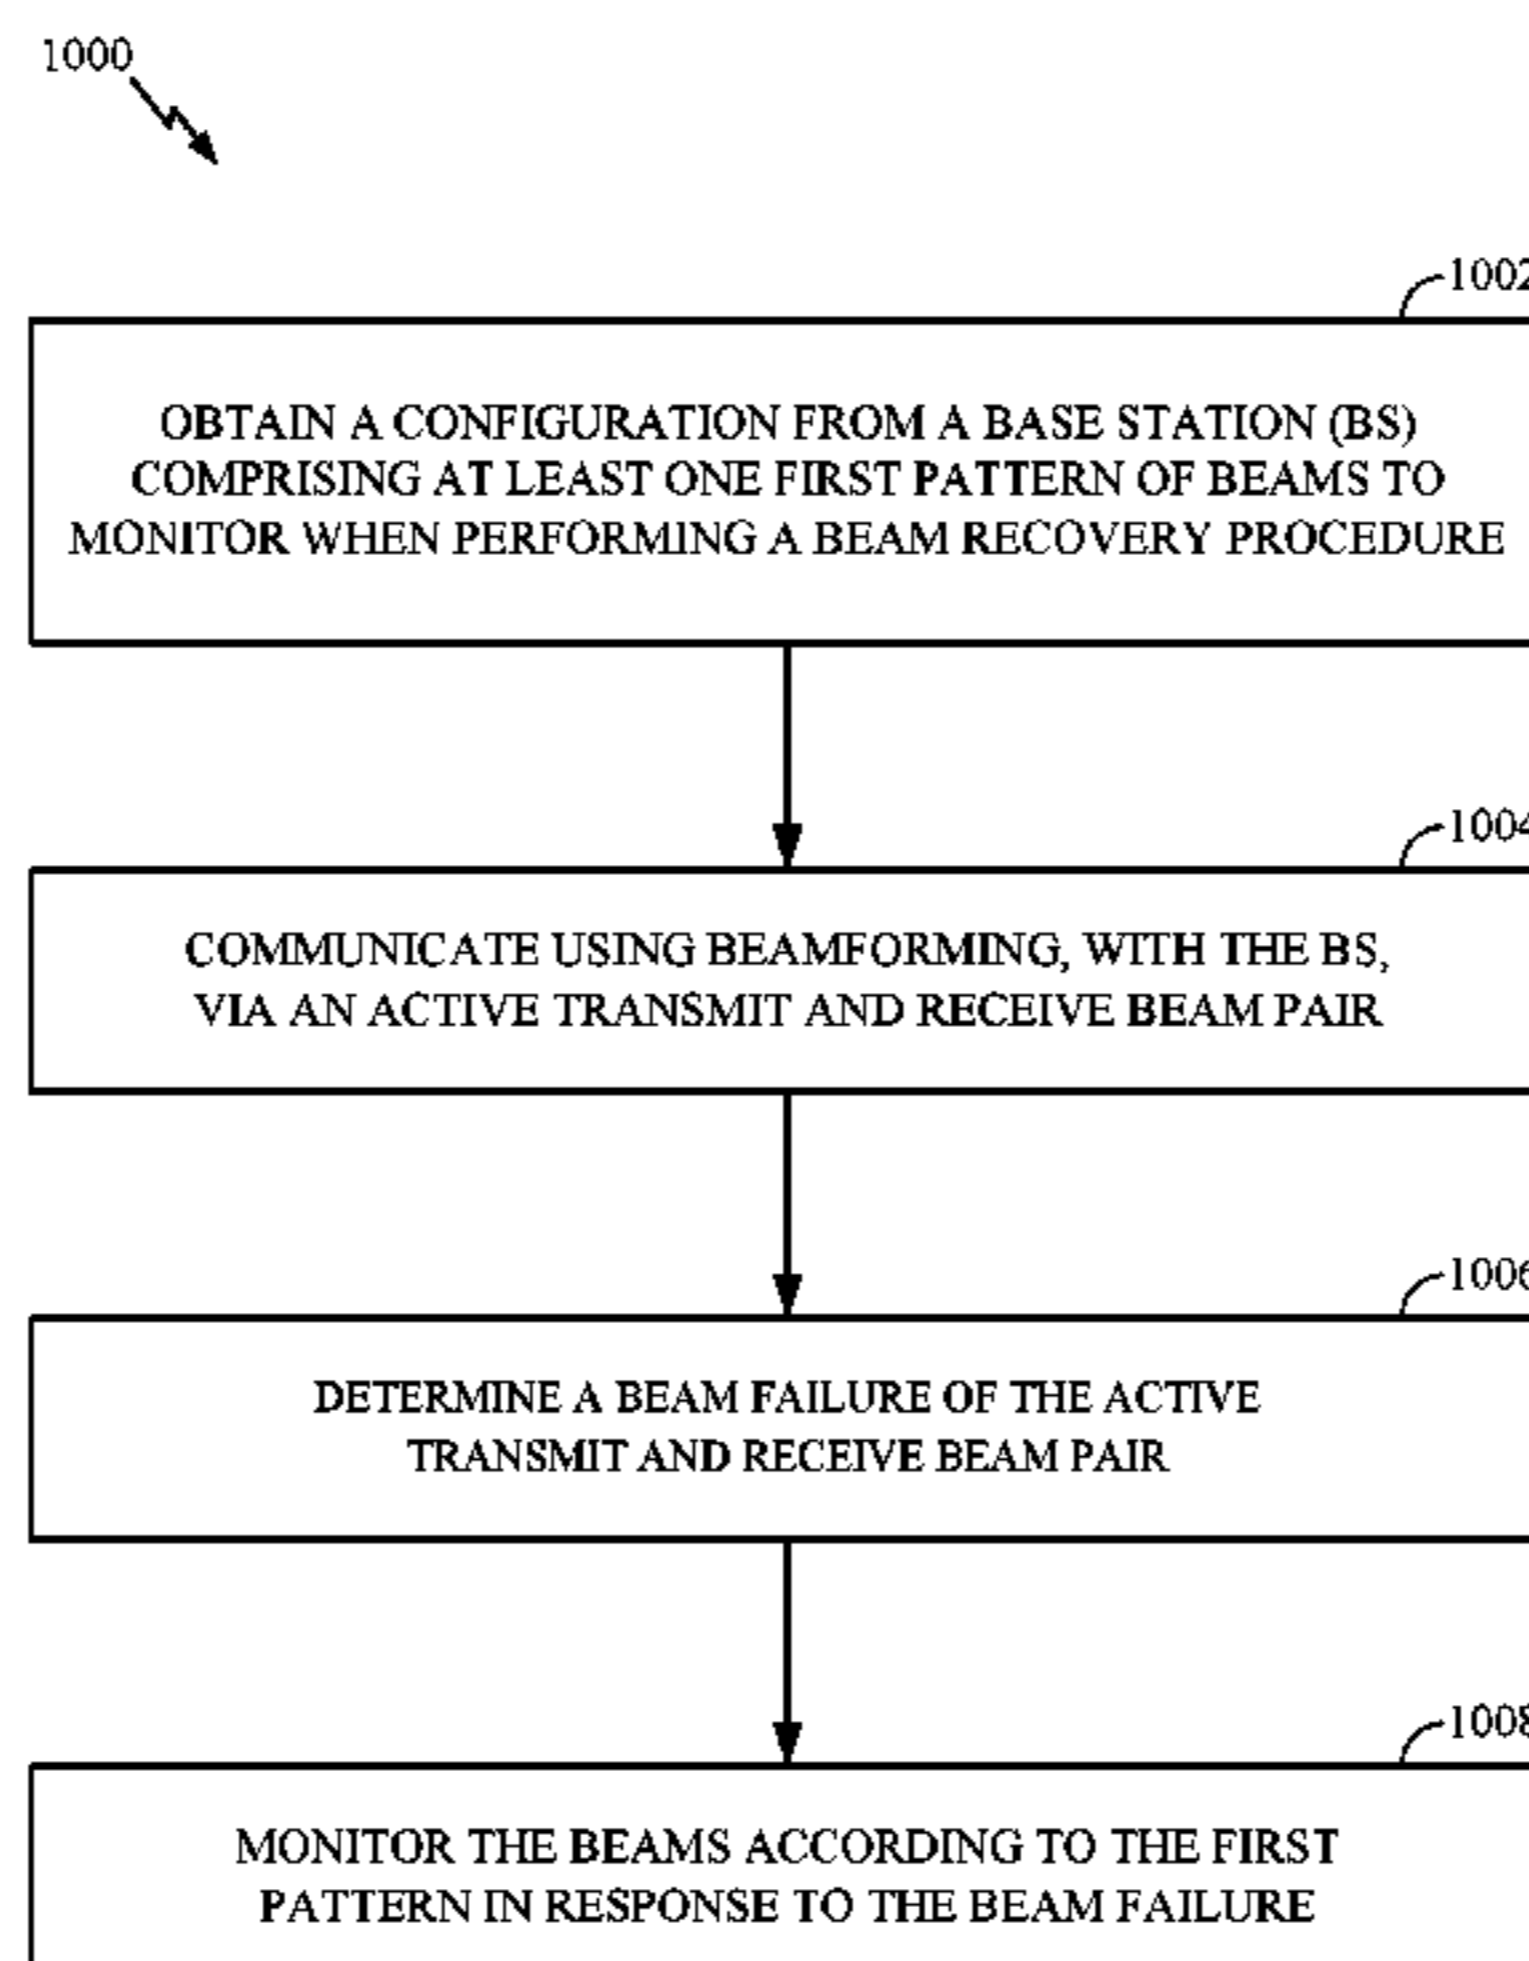 1000
1002
OBTAIN A CONFIGURATION FROM A BASE STATION (BS)
COMPRISING AT LEAST ONE FIRST PATTERN OF BEAMS TO
MONITOR WHEN PERFORMING A BEAM RECOVERY PROCEDURE
1004
COMMUNICATE USING BEAMFORMING, WITH THE BS,
VIA AN ACTIVE TRANSMIT AND RECEIVE BEAM PAIR
1006
DETERMINE A BEAM FAILURE OF THE ACTIVE
TRANSMIT AND RECEIVE BEAM PAIR
1008
MONITOR THE BEAMS ACCORDING TO THE FIRST
PATTERN IN RESPONSE TO THE BEAM FAILURE